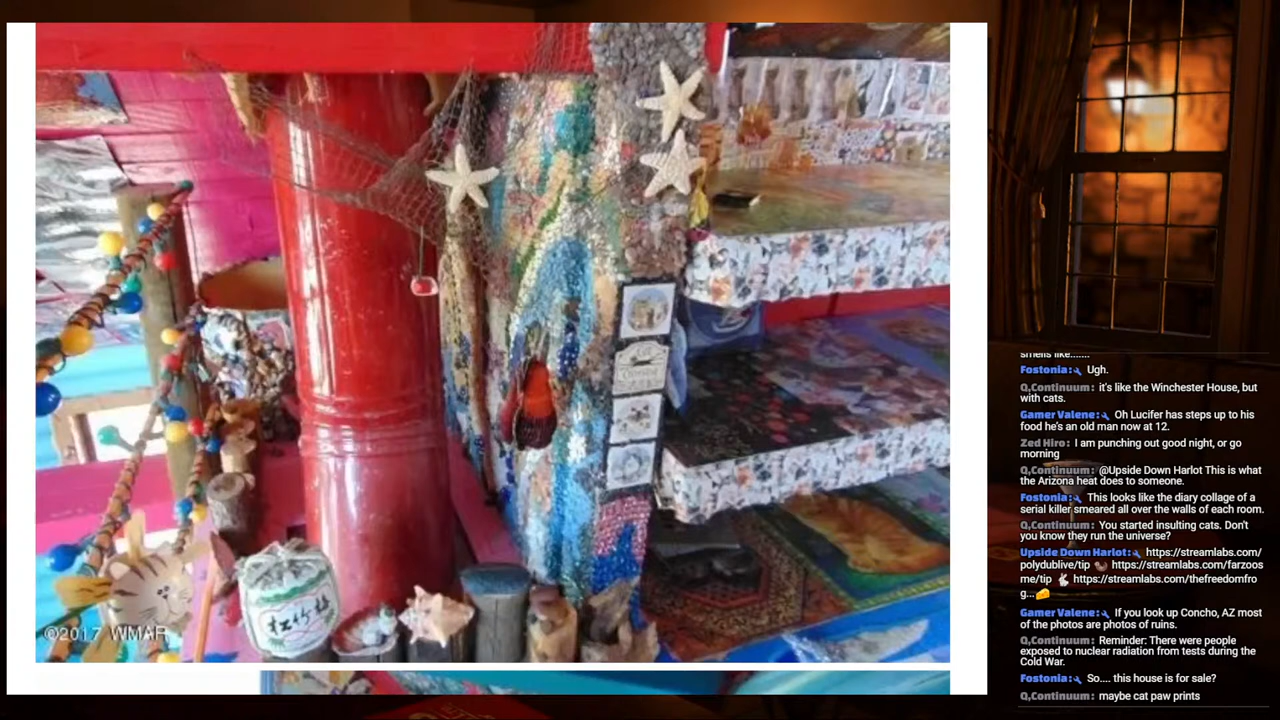 ©2017 WMAR
smells like.......
Fostonia: Ugh.
Q,Continuum: it's like the Winchester House, but
with cats.
Gamer Valene: Oh Lucifer has steps up to his
food he's an old man now at 12.
Zed Hiro: I am punching out good night, or go
morning
Q,Continuum: @Upside Down Harlot This is what
the Arizona heat does to someone.
Fostonia: This looks like the diary collage of a
serial killer smeared all over the walls of each room.
Q,Continuum: You started insulting cats. Don't
you know they run the universe?
Upside Down Harlot: https://streamlabs.com/
polydublive/tip 🦦 https://streamlabs.com/farzoos
me/tip 🐇 https://streamlabs.com/thefreedomfro
g...🧀
Gamer Valene: If you look up Concho, AZ most
of the photos are photos of ruins.
Q,Continuum: Reminder: There were people
exposed to nuclear radiation from tests during the
Cold War.
Fostonia: So.... this house is for sale?
Q,Continuum: maybe cat paw prints